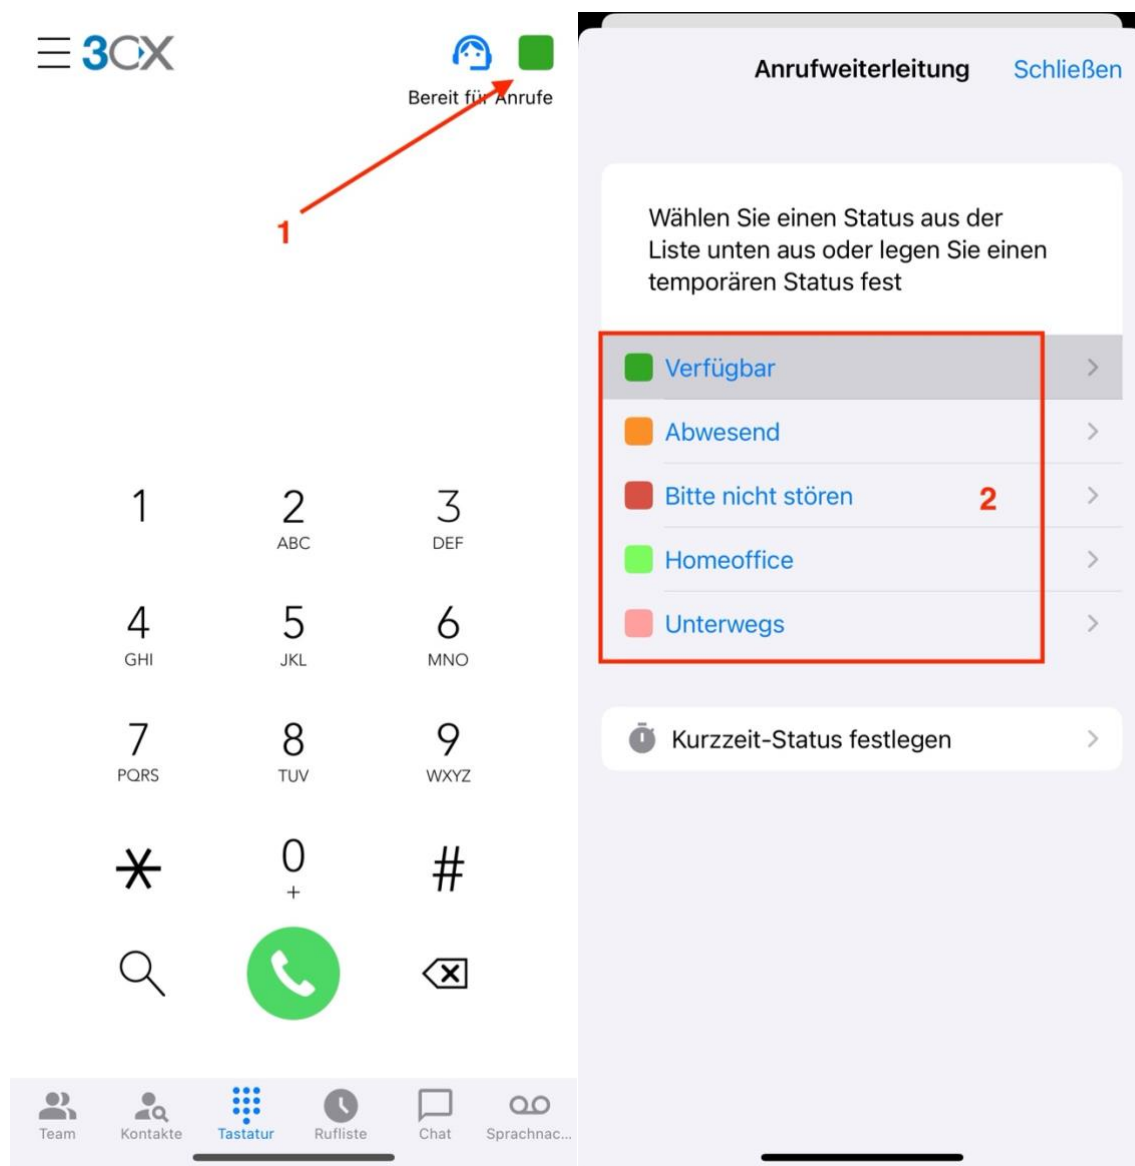 3CX
Bereit für Anrufe
1
1
2
3
ABC
DEF
4
5
6
GHI
JKL
MNO
7
8
9
PQRS
TUV
WXYZ
*
0
#
+
Team
Kontakte
Tastatur
Rufliste
Chat
Sprachnac...
Anrufweiterleitung
Schließen
Wählen Sie einen Status aus der
Liste unten aus oder legen Sie einen
temporären Status fest
Verfügbar
Abwesend
Bitte nicht stören
2
Homeoffice
Unterwegs
Kurzzeit-Status festlegen